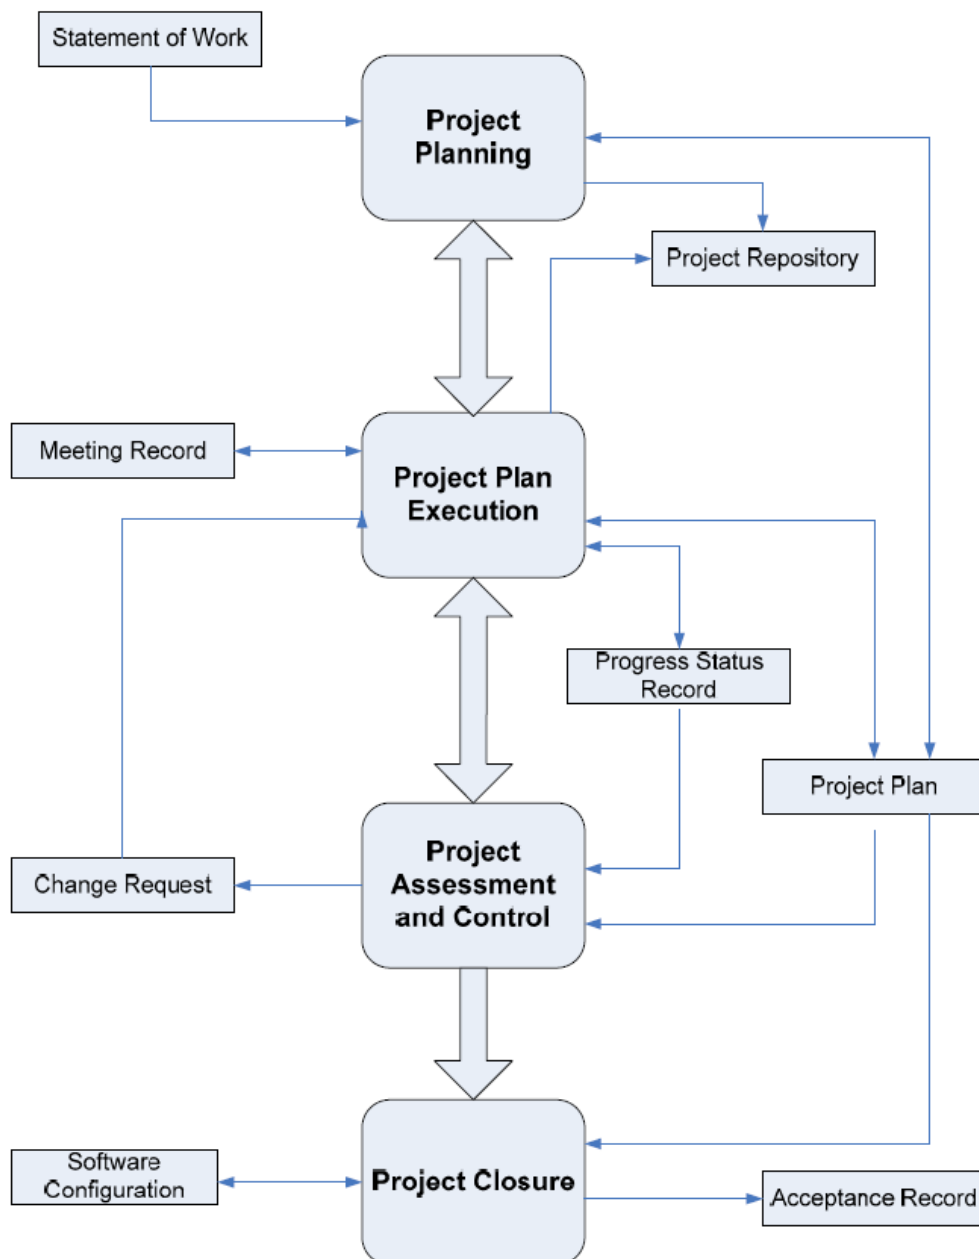 Statement of Work
Project
Planning
Project Repository
Meeting Record
Project Plan
Execution
Progress Status
Record
Project Plan
Project
Assessment
and Control
Change Request
Software
Configuration
Project Closure
Acceptance Record